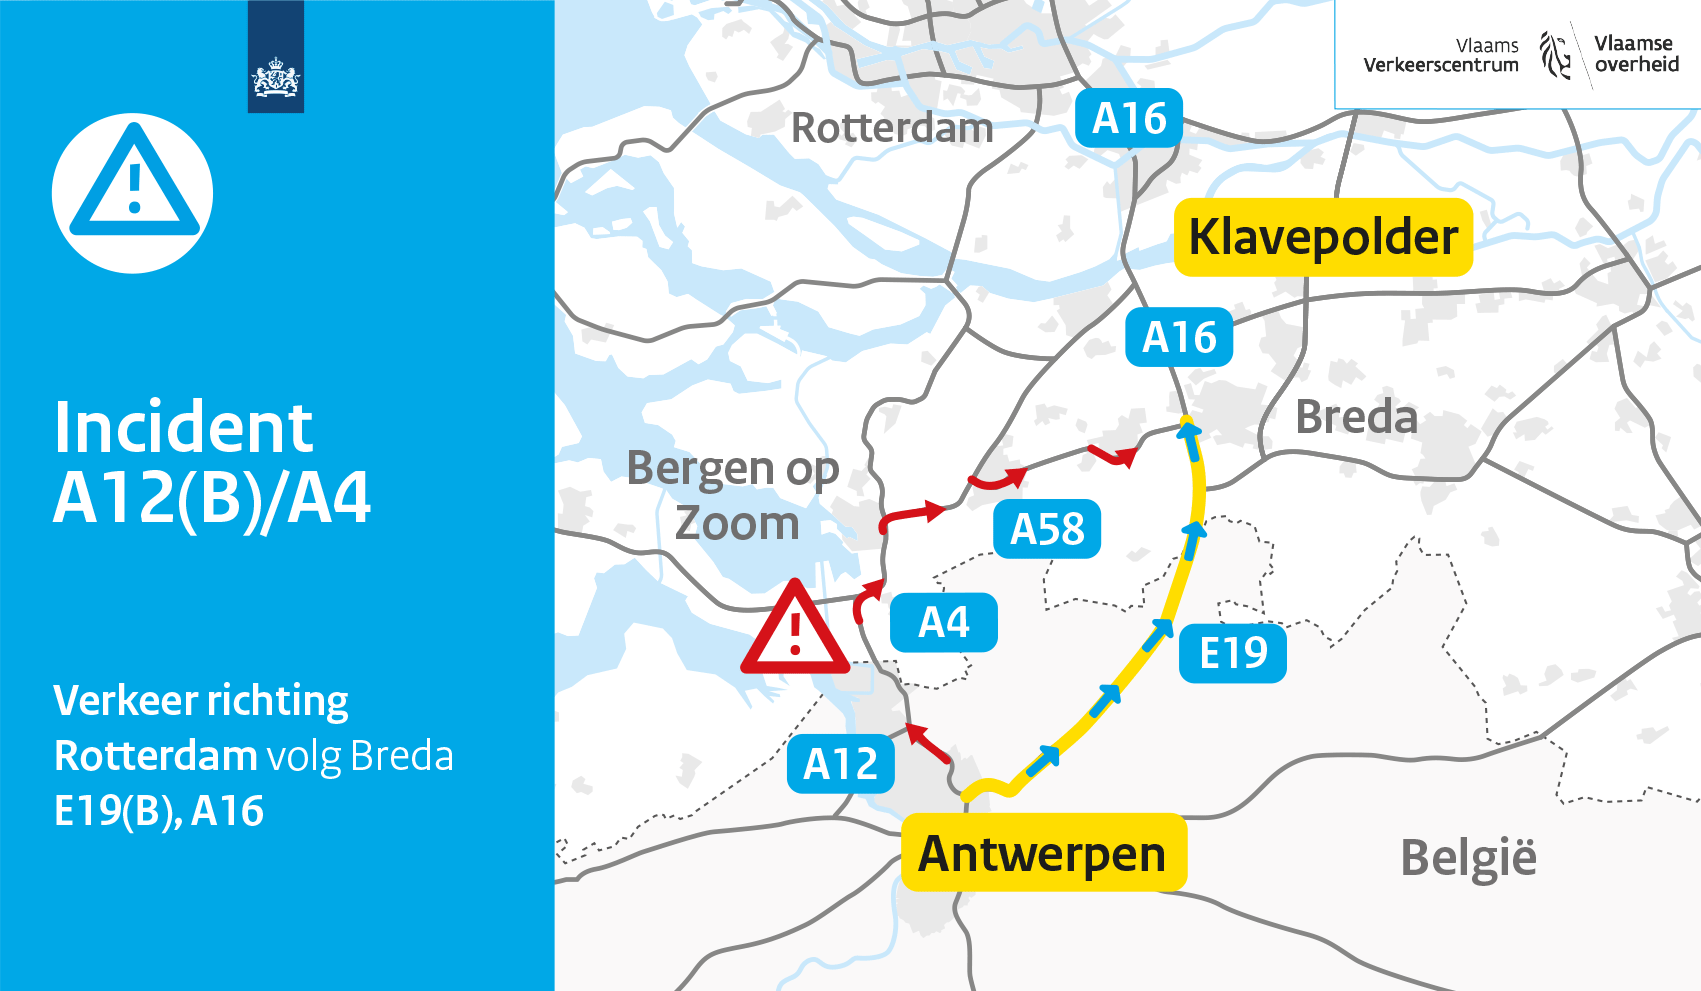 Incident
A12(B)/A4
Verkeer richting
Rotterdam volg Breda
E19(B), A16
Vlaams
Verkeerscentrum
Vlaamse
overheid
Rotterdam
A16
Klavepolder
A16
Breda
Bergen op
Zoom
A58
A4
E19
A12
Antwerpen
België